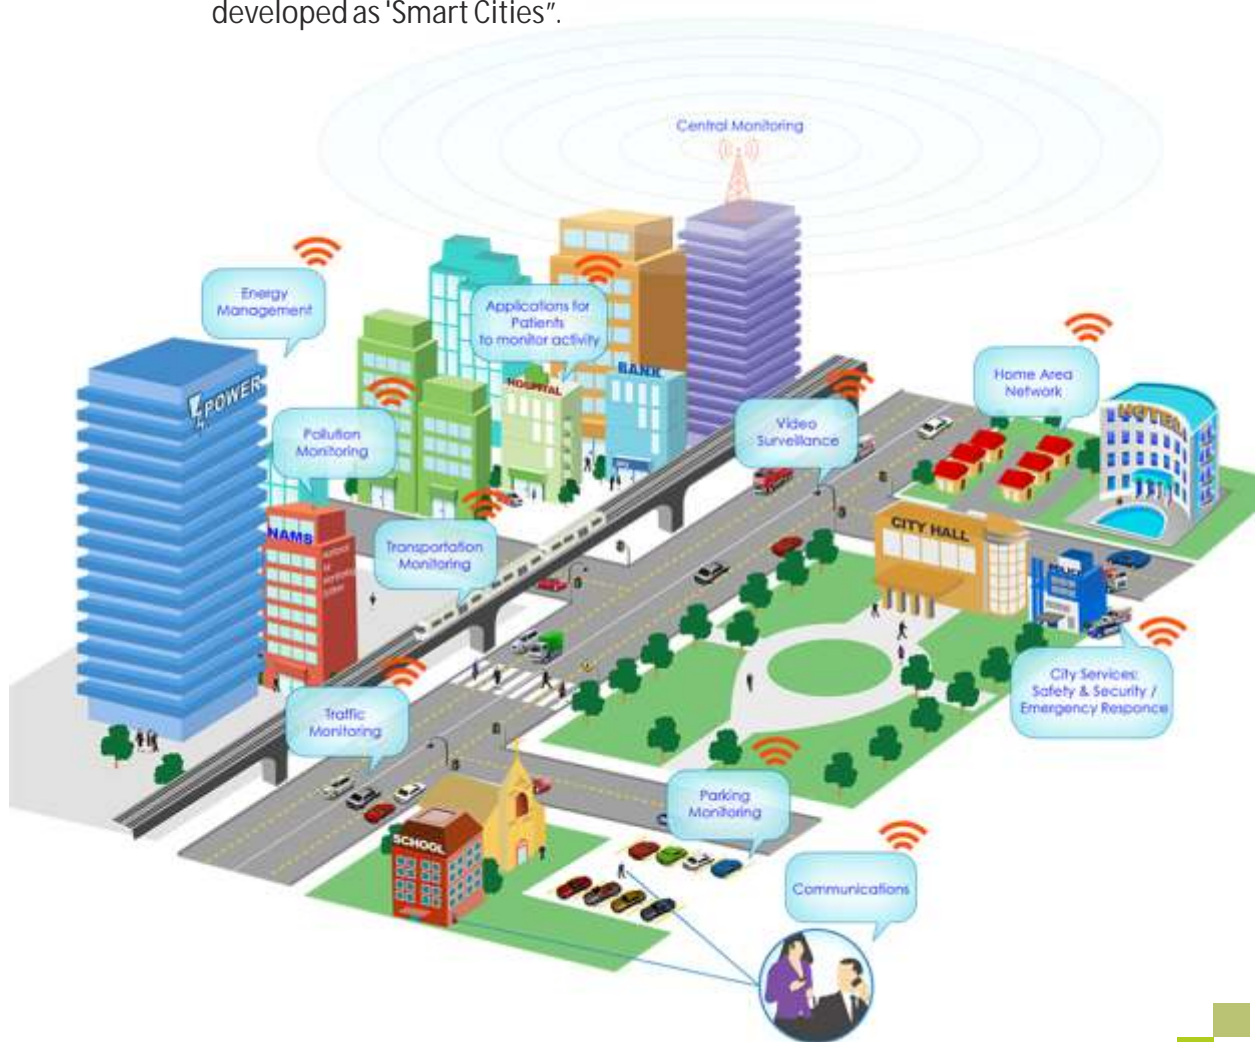 developed as 'Smart Cities".
Central Monitoring
Energy
Management
Applications for
Patients
to monitor activity
BANK
HOSPITAL
POWER
Home Area
Network
HOTEL
Pollution
Monitoring
Video
Surveillance
NAMS
Transportation
Monitoring
CITY HALL
POLICE
City Services:
Safety & Security /
Emergency Responce
Traffic
Monitoring
Parking
Monitoring
SCHOOL
Communications